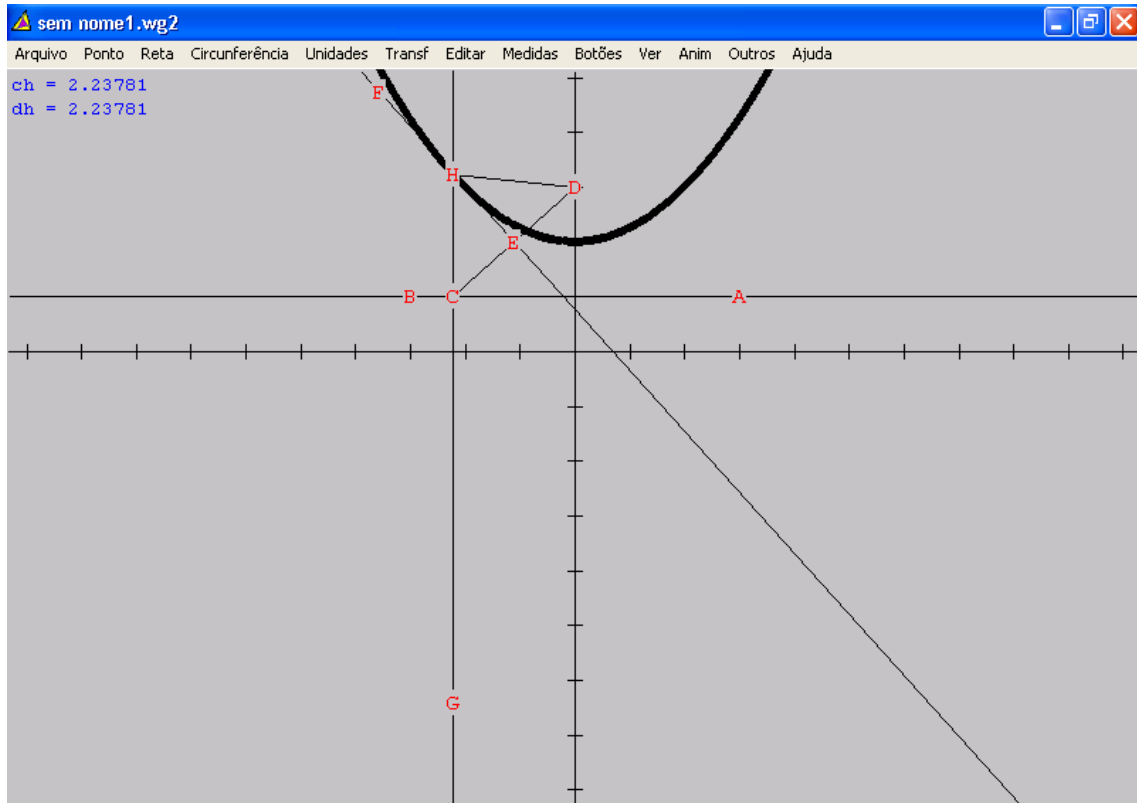 sem nome1.wg2
Arquivo Ponto Reta Circunferência Unidades Transf Editar Medidas Botões Ver Anim Outros Ajuda
ch = 2.23781
dh = 2.23781
F
H
D
E
B C A
G